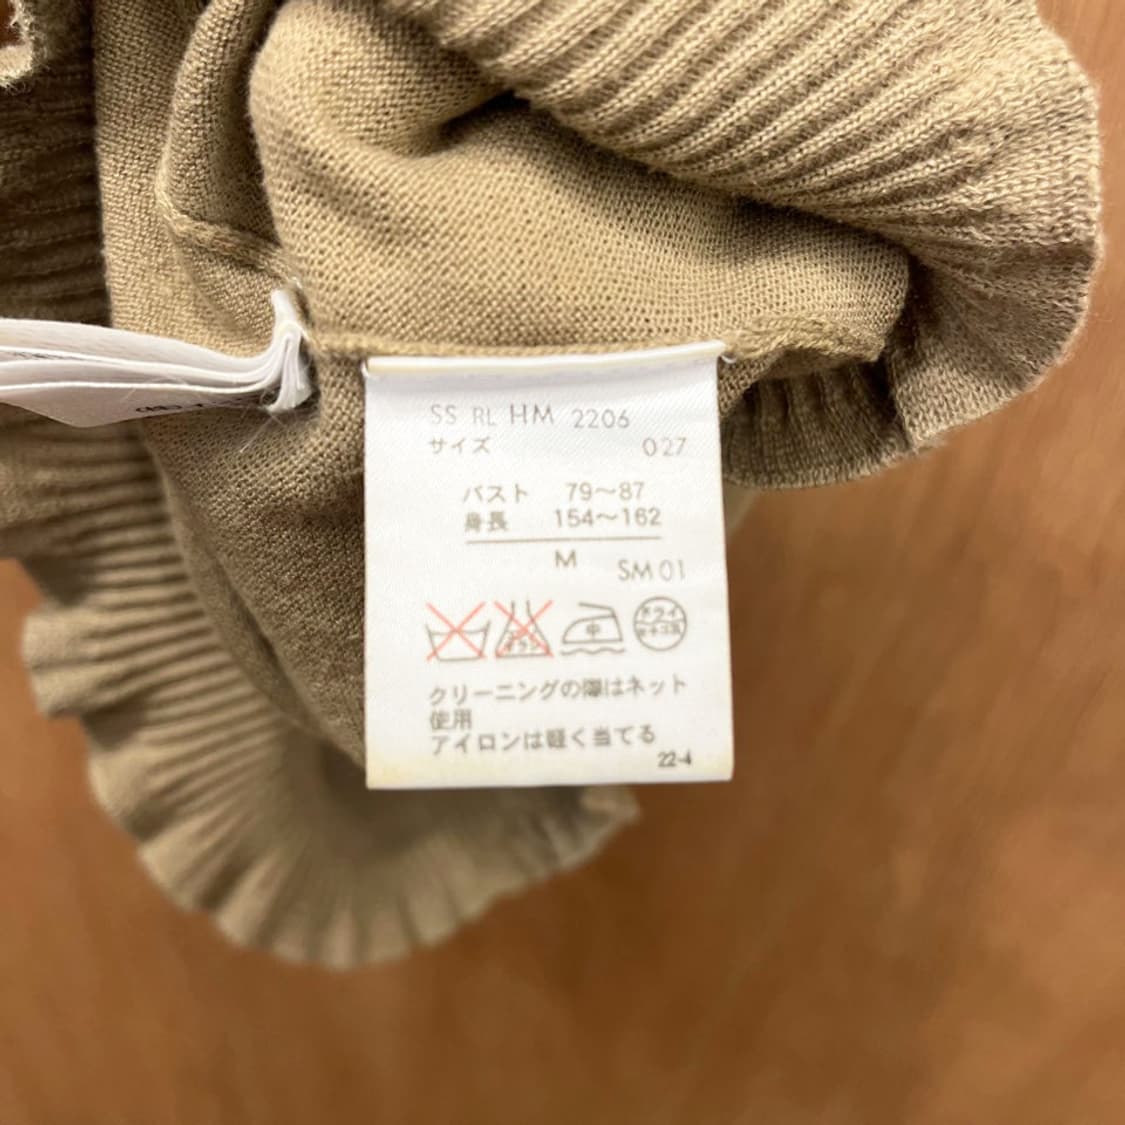 SS RL HM 2206
サイズ 027
バスト 79~87
身長 154~162
M
SM 01
中
ドライ
クリーニングの際はネット
使用
アイロンは軽く当てる
22-4